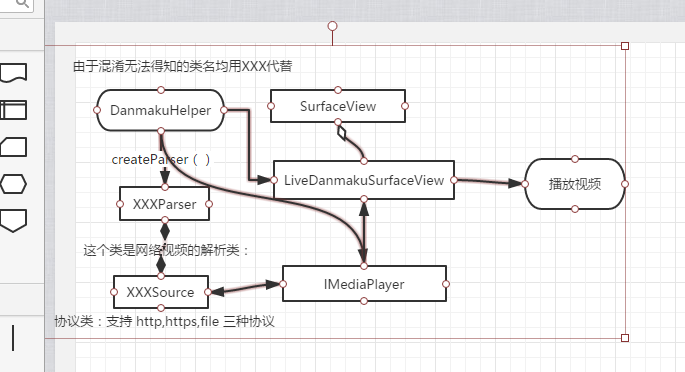 由于混淆无法得知的类名均用XXX代替
DanmakuHelper
SurfaceView
createParser（ ）
LiveDanmakuSurfaceView
播放视频
XXXParser
这个类是网络视频的解析类：
XXXSource
IMediaPlayer
协议类：支持 http,https,file 三种协议